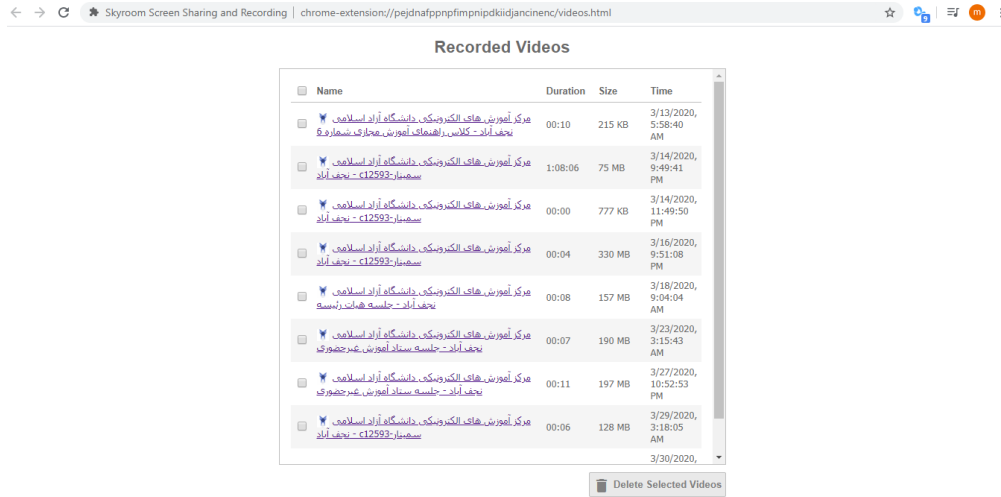 Skyroom Screen Sharing and Recording | chrome-extension://pejdnafppnpfimpnipdkiidjancinenc/videos.html
9
m
Recorded Videos
Name Duration Size Time
مرکز آموزش های الکترونیکی دانشگاه آزاد اسلامی
نجف آباد - کلاس راهنمای آموزش مجازی شماره 6
00:10 215 KB
3/13/2020,
5:58:40
AM
مرکز آموزش های الکترونیکی دانشگاه آزاد اسلامی
نجف آباد - c12593-سمینار
1:08:06 75 MB
3/14/2020,
9:49:41
PM
مرکز آموزش های الکترونیکی دانشگاه آزاد اسلامی
نجف آباد - c12593-سمینار
00:00 777 KB
3/14/2020,
11:49:50
PM
مرکز آموزش های الکترونیکی دانشگاه آزاد اسلامی
نجف آباد - c12593-سمینار
00:04 330 MB
3/16/2020,
9:51:08
PM
مرکز آموزش های الکترونیکی دانشگاه آزاد اسلامی
نجف آباد - جلسه هیات رئیسه
00:08 157 MB
3/18/2020,
9:04:04
AM
مرکز آموزش های الکترونیکی دانشگاه آزاد اسلامی
نجف آباد - جلسه ستاد آموزش غیرحضوری
00:07 190 MB
3/23/2020,
3:15:43
AM
مرکز آموزش های الکترونیکی دانشگاه آزاد اسلامی
نجف آباد - جلسه ستاد آموزش غیرحضوری
00:11 197 MB
3/27/2020,
10:52:53
PM
مرکز آموزش های الکترونیکی دانشگاه آزاد اسلامی
نجف آباد - c12593-سمینار
00:06 128 MB
3/29/2020,
3:18:05
AM
3/30/2020,
Delete Selected Videos